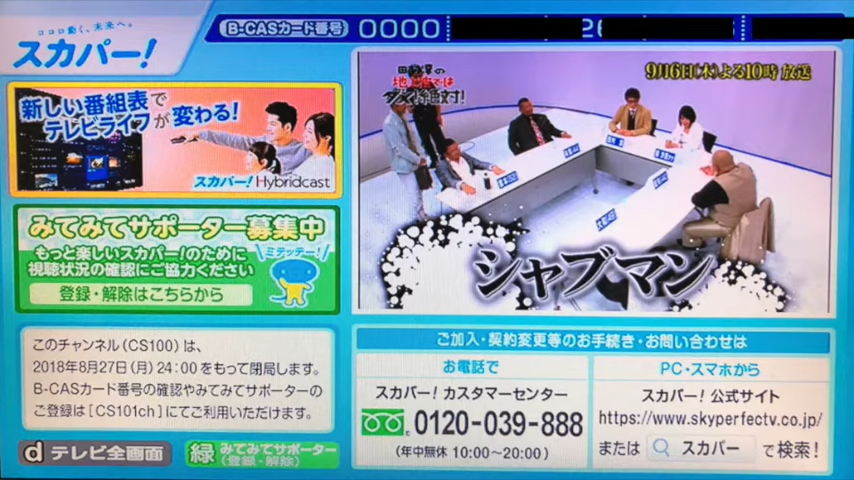 ココロ動く、未来へ。
スカパー!
B-CASカード番号
0000
26
新しい番組表で
テレビライフが変わる!
スカパー! Hybridcast
みてみてサポーター募集中
もっと楽しいスカパー!のために
視聴状況の確認にご協力ください
ミテッテー!
登録・解除はこちらから
このチャンネル(CS100)は、
2018年8月27日(月)24:00をもって閉局します。
B-CASカード番号の確認やみてみてサポーターの
ご登録は[CS101ch]にてご利用いただけます。
d テレビ全画面
緑 みてみてサポーター
(登録・解除)
9月6日(木)よる10時 放送
地上波では
ダメ!絶対!
シャブマン
ご加入・契約変更等のお手続き・お問い合わせは
お電話で
スカパー! カスタマーセンター
0120-039-888
(年中無休 10:00~20:00)
PC・スマホから
スカパー! 公式サイト
https://www.skyperfectv.co.jp/
または スカパー で検索!